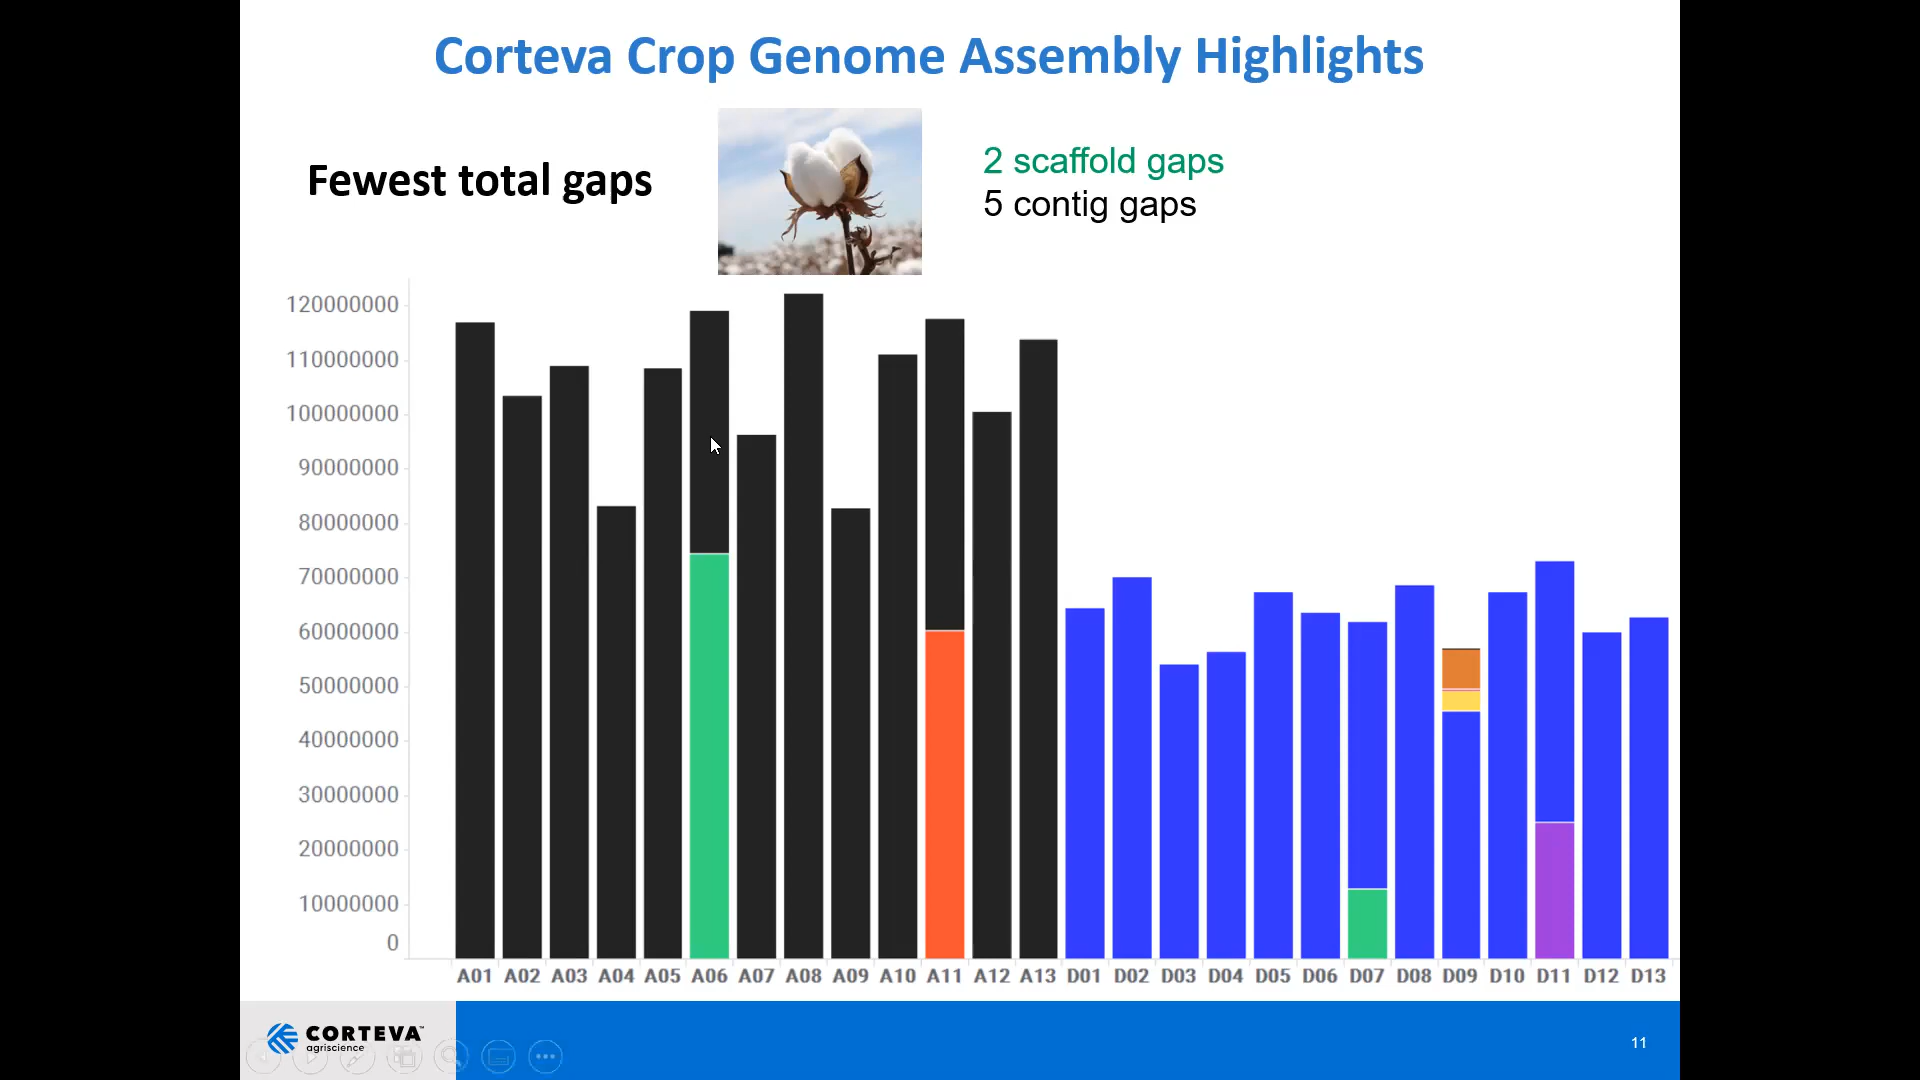 Corteva Crop Genome Assembly Highlights
Fewest total gaps
2 scaffold gaps
5 contig gaps
120000000
110000000
100000000
90000000
80000000
70000000
60000000
50000000
40000000
30000000
20000000
10000000
0
A01 A02 A03 A04 A05 A06 A07 A08 A09 A10 A11 A12 A13 D01 D02 D03 D04 D05 D06 D07 D08 D09 D10 D11 D12 D13
CORTEVA™
agriscience
11